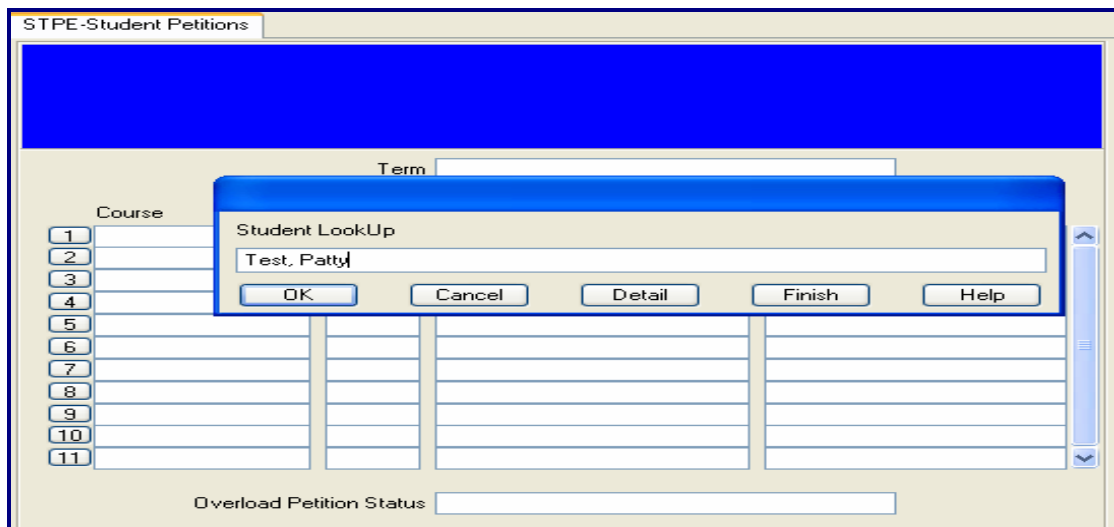 STPE-Student Petitions
Term
Course
Student LookUp
Test, Patty
OK Cancel Detail Finish Help
1
2
3
4
5
6
7
8
9
10
11
Overload Petition Status